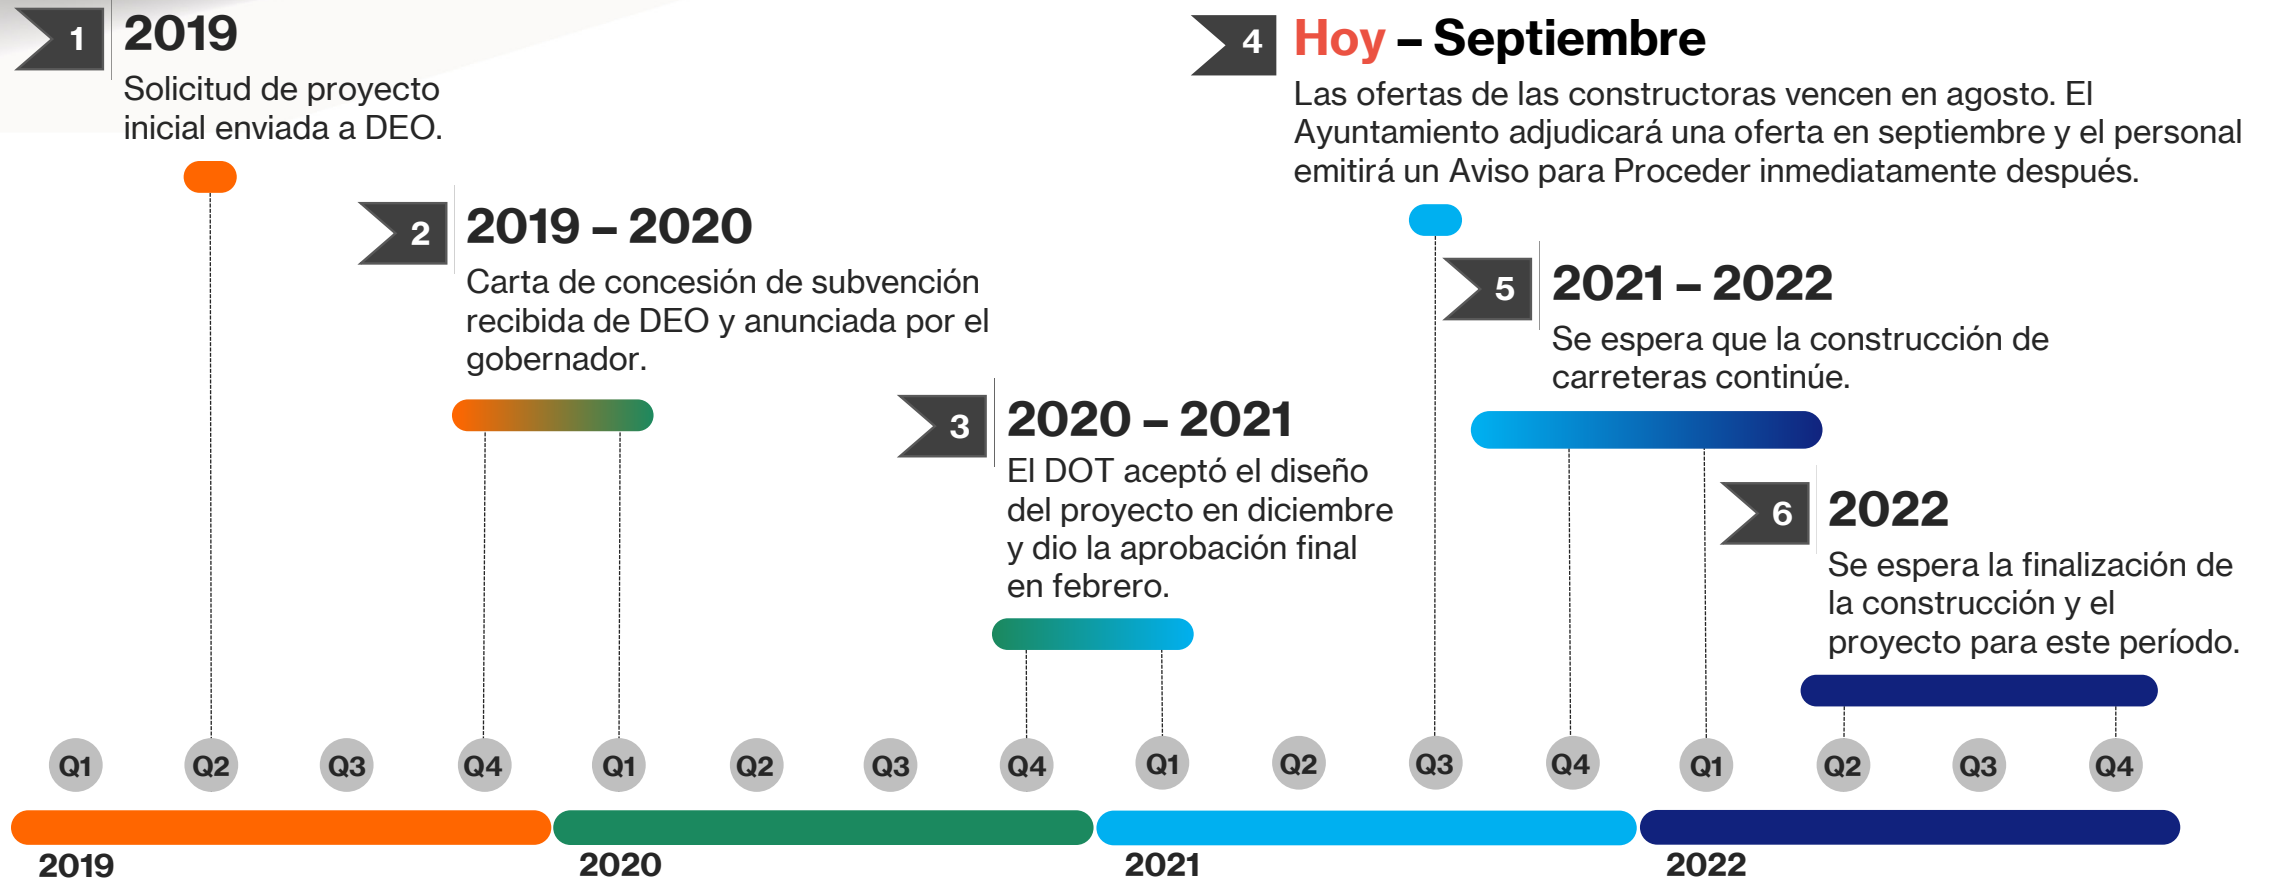 1
2019
Solicitud de proyecto
inicial enviada a DEO.
2
2019 – 2020
Carta de concesión de subvención
recibida de DEO y anunciada por el
gobernador.
3
2020 – 2021
El DOT aceptó el diseño
del proyecto en diciembre
y dio la aprobación final
en febrero.
4
Hoy – Septiembre
Las ofertas de las constructoras vencen en agosto. El
Ayuntamiento adjudicará una oferta en septiembre y el personal
emitirá un Aviso para Proceder inmediatamente después.
5
2021 – 2022
Se espera que la construcción de
carreteras continúe.
6
2022
Se espera la finalización de
la construcción y el
proyecto para este período.
Q1 Q2 Q3 Q4 Q1 Q2 Q3 Q4 Q1 Q2 Q3 Q4 Q1 Q2 Q3 Q4
2019 2020 2021 2022